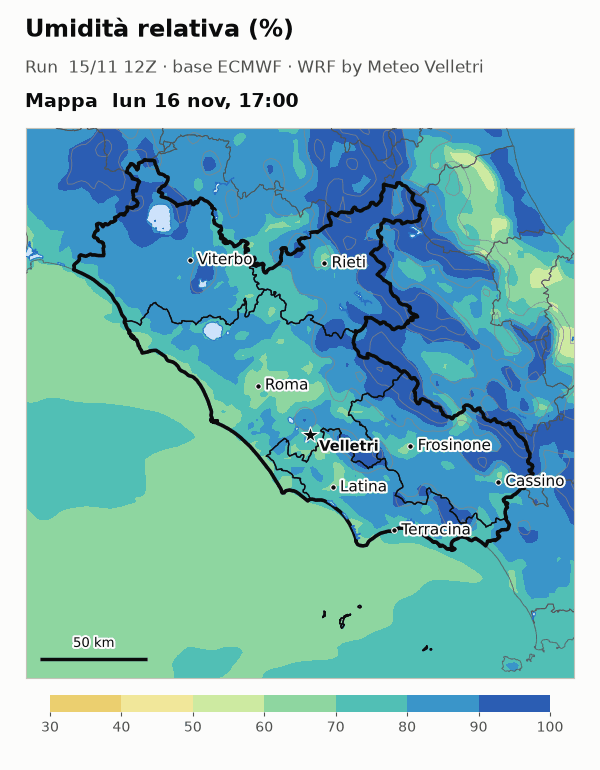 Umidità relativa (%)
Run  15/11 12Z · base ECMWF · WRF by Meteo Velletri
Mappa  lun 16 nov, 17:00
Viterbo
Rieti
Roma
Velletri
Frosinone
Cassino
Latina
Terracina
50 km
30 40 50 60 70 80 90 100